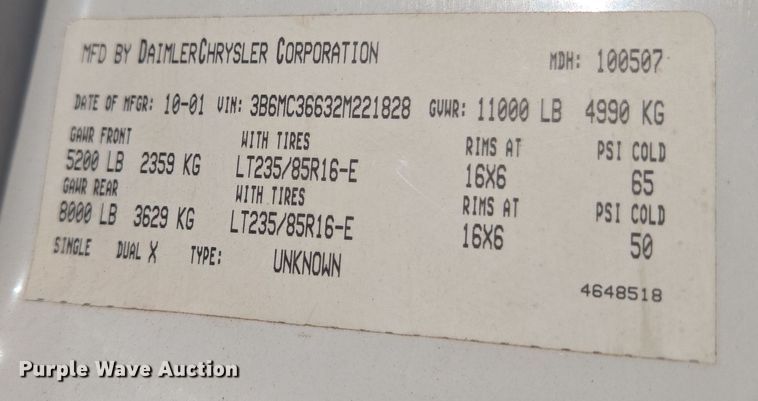 MFD BY DAIMLERCHRYSLER CORPORATION MDH: 100507
DATE OF MFGR: 10-01 VIN: 3B6MC36632M221828 GVWR: 11000 LB 4990 KG
GAWR FRONT WITH TIRES RIMS AT PSI COLD
5200 LB 2359 KG LT235/85R16-E 16X6 65
GAWR REAR WITH TIRES RIMS AT PSI COLD
8000 LB 3629 KG LT235/85R16-E 16X6 50
SINGLE DUAL X TYPE: UNKNOWN
4648518
Purple Wave Auction